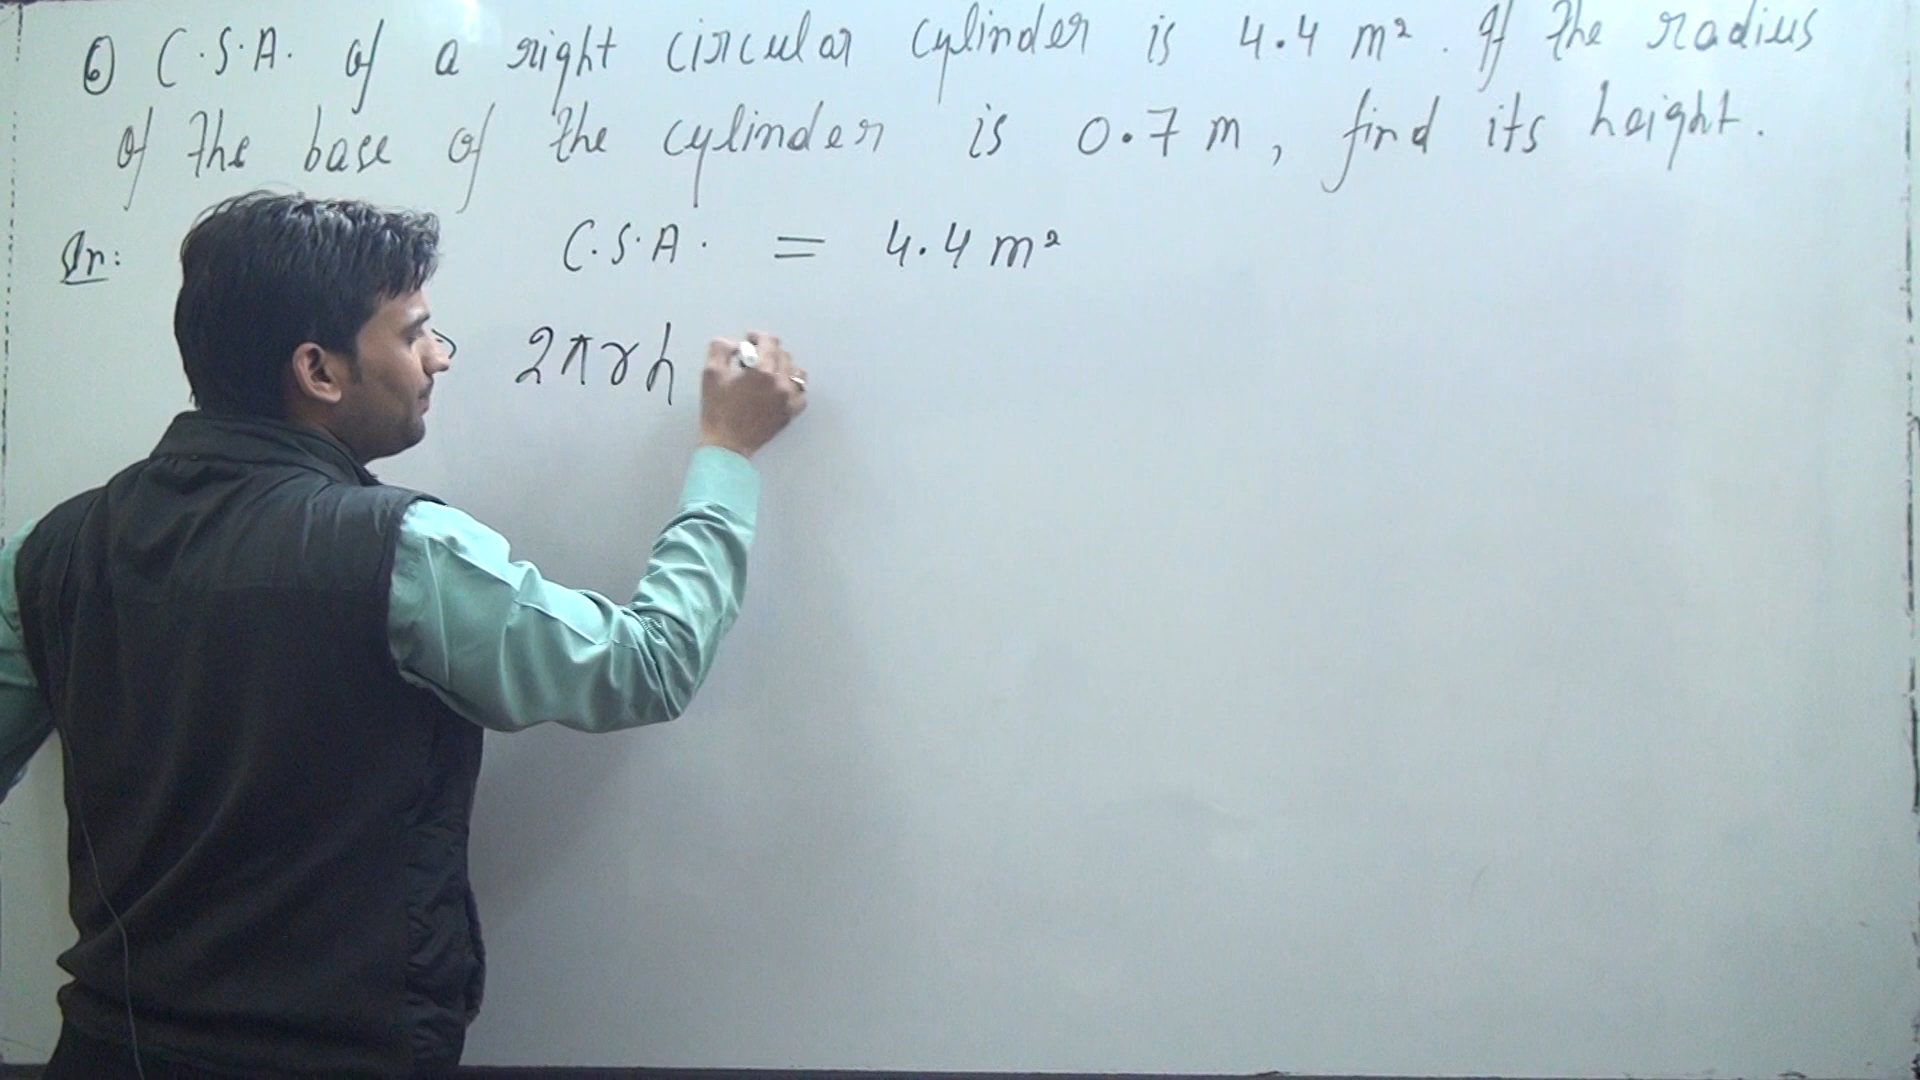 6 C.S.A. of a right circular cylinder is 4.4 m². If the radius
of the base of the cylinder is 0.7 m, find its height.
C.S.A. = 4.4 m²
2πrh